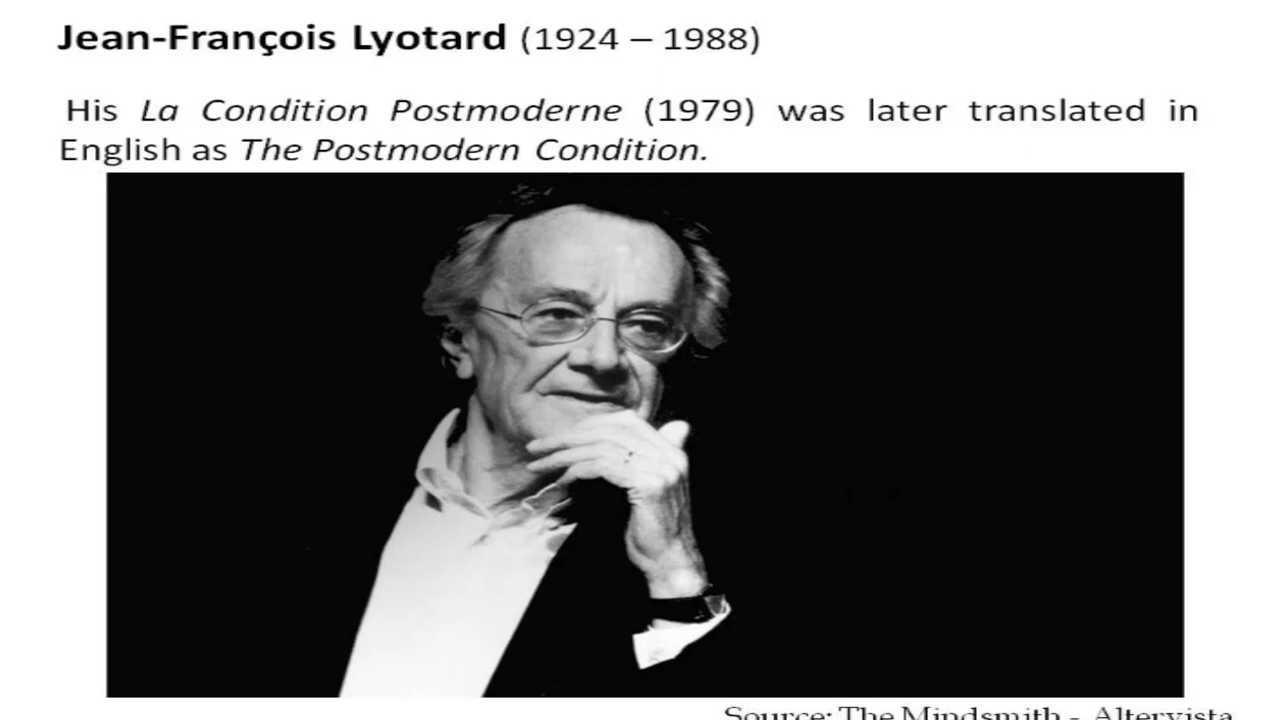 Jean-François Lyotard (1924 – 1988)
His La Condition Postmoderne (1979) was later translated in
English as The Postmodern Condition.
Source: The Mindsmith - Altervista